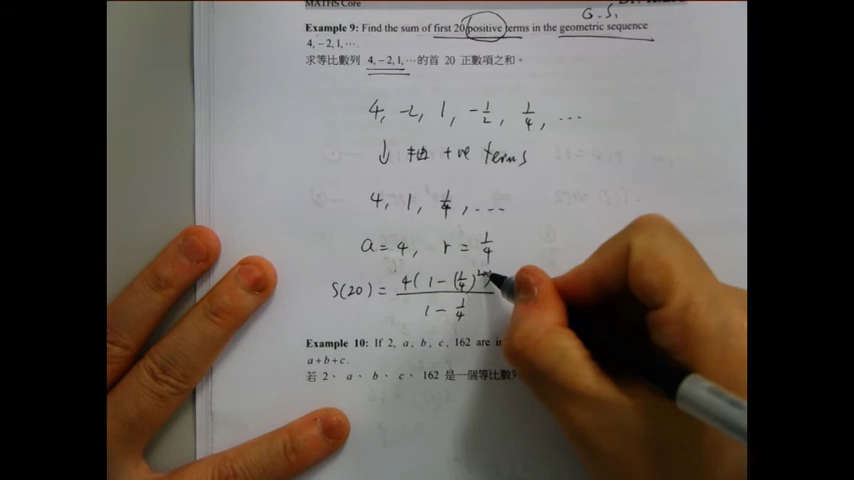 MATHS Core
G.S.
Example 9: Find the sum of first 20 positive terms in the geometric sequence
4, −2, 1, ⋯.
求等比數列 4, −2, 1, ⋯ 的首 20 正數項之和。
4, -2, 1, -1/2, 1/4, ...
↓ 抽 +ve terms
4, 1, 1/4, ...
a = 4, r = 1/4
S(20) = 4(1 - (1/4)^20) / (1 - 1/4)
Example 10: If 2, a, b, c, 162 are in
a + b + c.
若 2、 a、 b、 c、 162 是一個等比數列